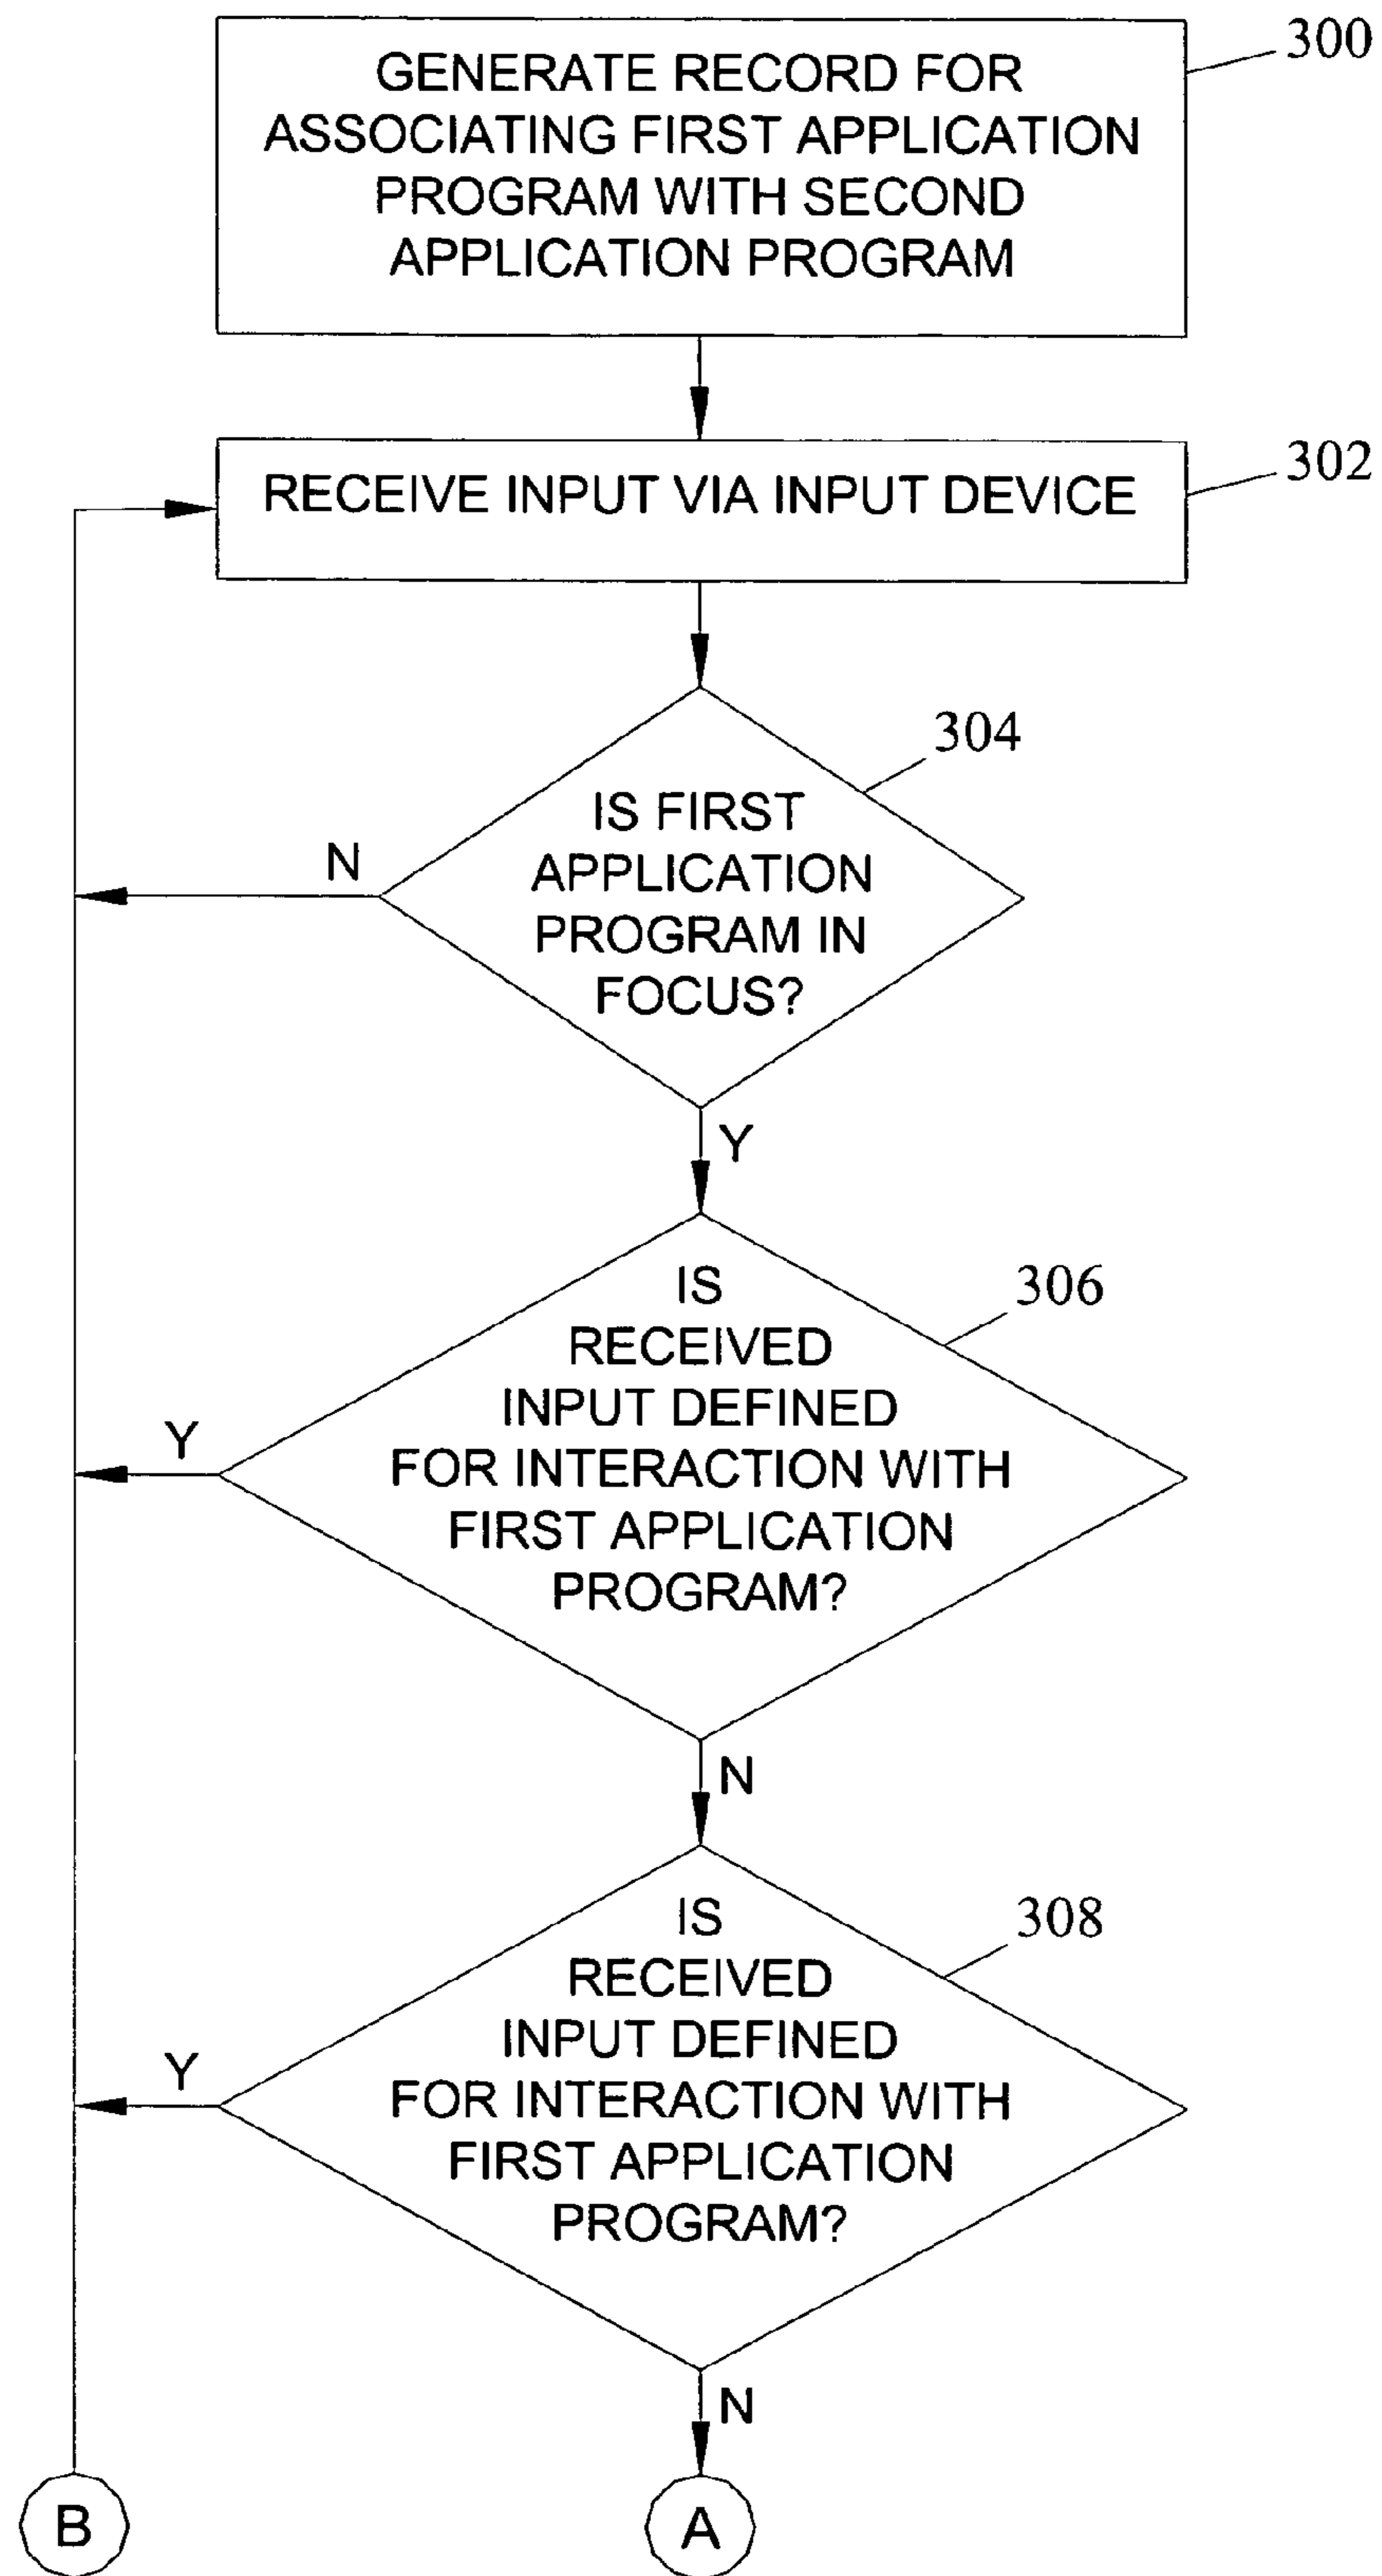 GENERATE RECORD FOR
ASSOCIATING FIRST APPLICATION
PROGRAM WITH SECOND
APPLICATION PROGRAM
300
RECEIVE INPUT VIA INPUT DEVICE
302
304
IS FIRST
APPLICATION
PROGRAM IN
FOCUS?
N
Y
306
IS
RECEIVED
INPUT DEFINED
FOR INTERACTION WITH
FIRST APPLICATION
PROGRAM?
Y
N
308
IS
RECEIVED
INPUT DEFINED
FOR INTERACTION WITH
FIRST APPLICATION
PROGRAM?
Y
N
B
A